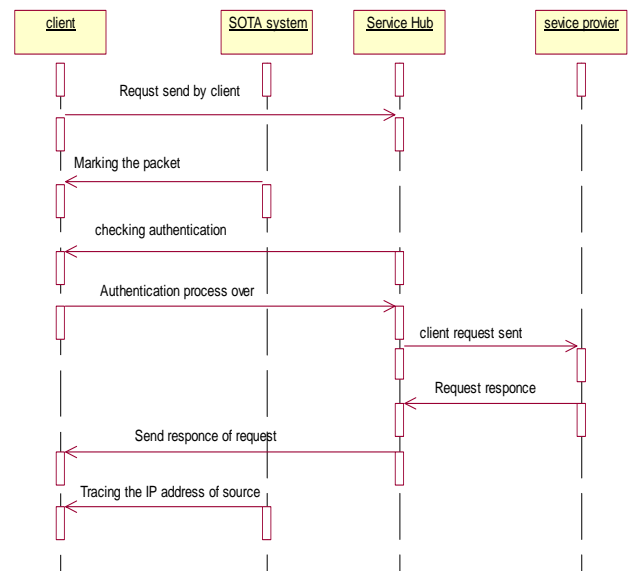 client
SOTA system
Service Hub
sevice provier
Requst send by client
Marking the packet
checking authentication
Authentication process over
client request sent
Request responce
Send responce of request
Tracing the IP address of source